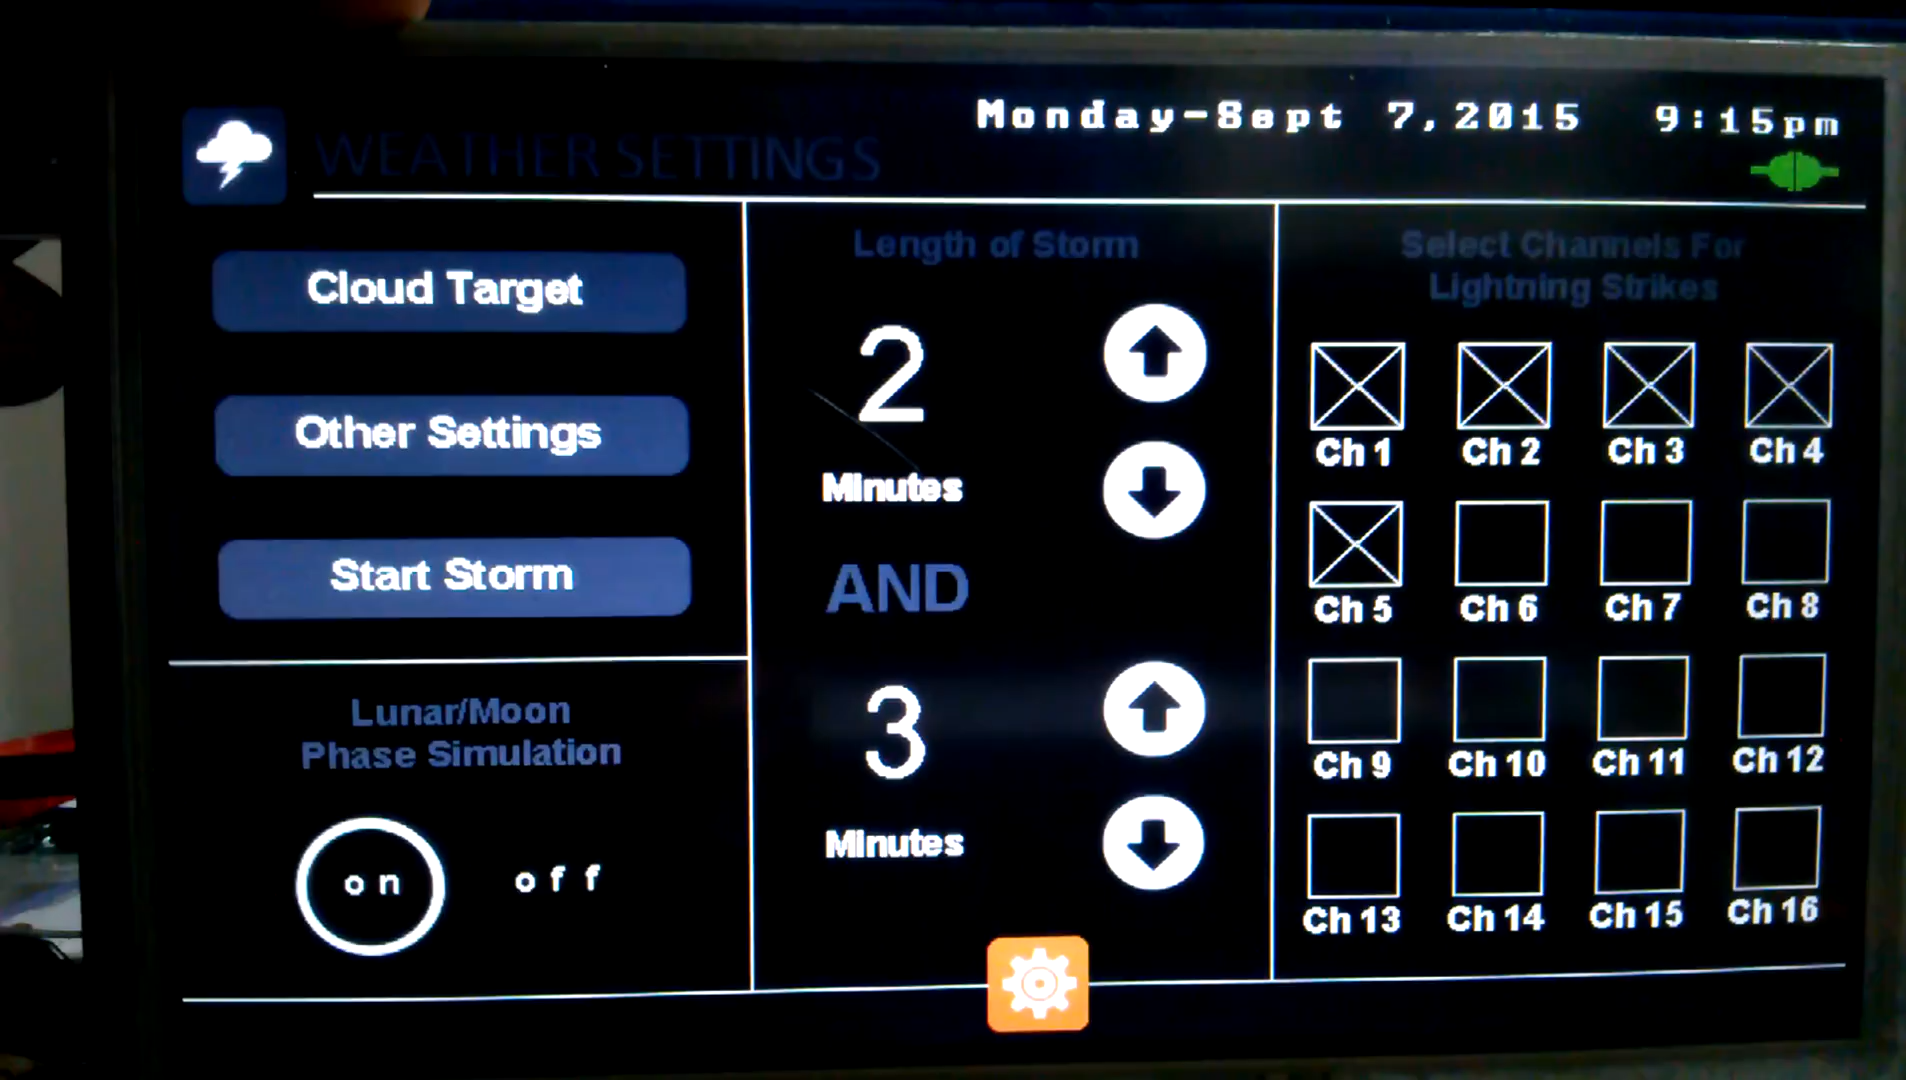 Monday-Sept 7,2015 9:15pm
WEATHER SETTINGS
Cloud Target
Other Settings
Start Storm
Lunar/Moon
Phase Simulation
on off
Length of Storm
2
Minutes
AND
3
Minutes
Select Channels For
Lightning Strikes
Ch 1 Ch 2 Ch 3 Ch 4
Ch 5 Ch 6 Ch 7 Ch 8
Ch 9 Ch 10 Ch 11 Ch 12
Ch 13 Ch 14 Ch 15 Ch 16